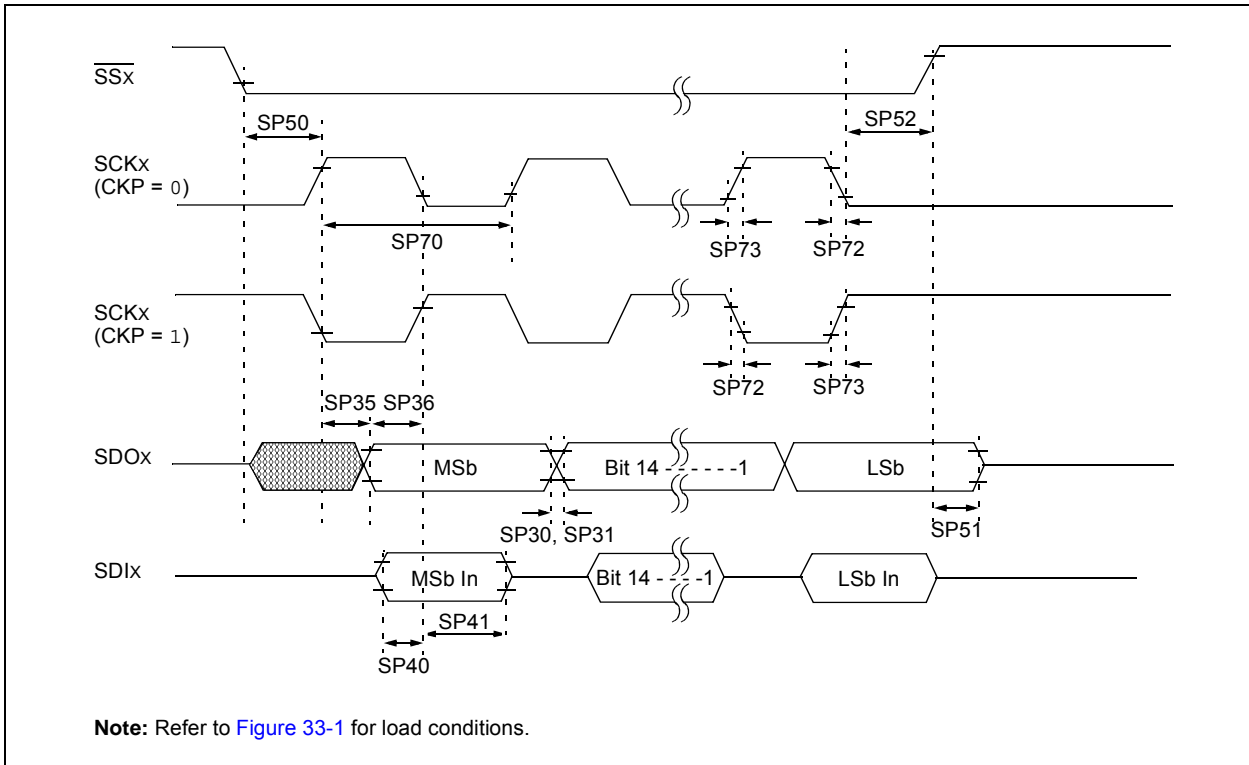 SSx
SP50
SP52
SCKx
(CKP = 0)
SP70
SP73
SP72
SCKx
(CKP = 1)
SP72
SP73
SP35
SP36
SDOx
MSb
Bit 14 - - - - - -1
LSb
SP30, SP31
SP51
SDIx
MSb In
Bit 14 - - - -1
LSb In
SP41
SP40
Note: Refer to Figure 33-1 for load conditions.